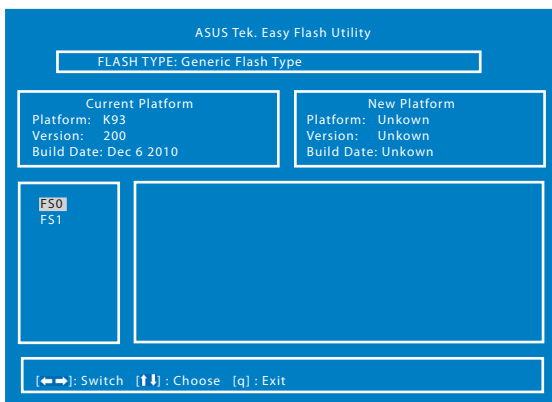 ASUS Tek. Easy Flash Utility
FLASH TYPE: Generic Flash Type
Current Platform
Platform: K93
Version: 200
Build Date: Dec 6 2010
New Platform
Platform: Unkown
Version: Unkown
Build Date: Unkown
FS0
FS1
[←→]: Switch [↑↓] : Choose [q] : Exit